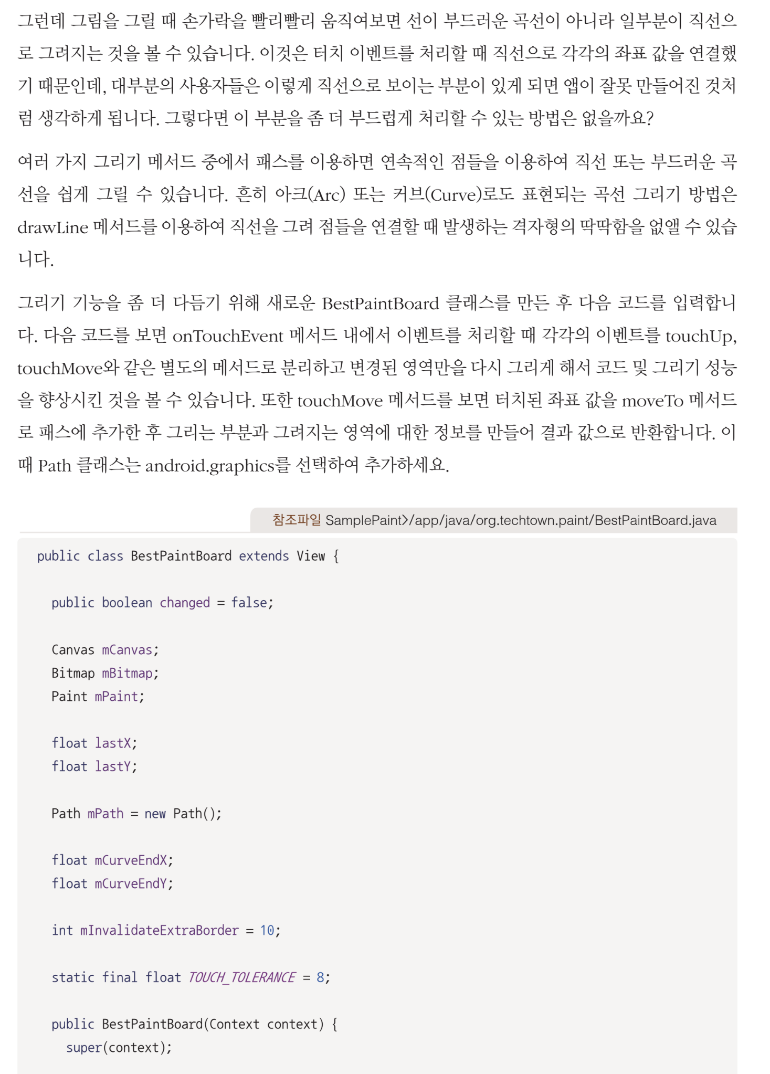 그런데 그림을 그릴 때 손가락을 빨리빨리 움직여보면 선이 부드러운 곡선이 아니라 일부분이 직선으
로 그려지는 것을 볼 수 있습니다. 이것은 터치 이벤트를 처리할 때 직선으로 각각의 좌표 값을 연결했
기 때문인데, 대부분의 사용자들은 이렇게 직선으로 보이는 부분이 있게 되면 앱이 잘못 만들어진 것처
럼 생각하게 됩니다. 그렇다면 이 부분을 좀 더 부드럽게 처리할 수 있는 방법은 없을까요?
여러 가지 그리기 메서드 중에서 패스를 이용하면 연속적인 점들을 이용하여 직선 또는 부드러운 곡
선을 쉽게 그릴 수 있습니다. 흔히 아크(Arc) 또는 커브(Curve)로도 표현되는 곡선 그리기 방법은
drawLine 메서드를 이용하여 직선을 그려 점들을 연결할 때 발생하는 격자형의 딱딱함을 없앨 수 있습
니다.
그리기 기능을 좀 더 다듬기 위해 새로운 BestPaintBoard 클래스를 만든 후 다음 코드를 입력합니
다. 다음 코드를 보면 onTouchEvent 메서드 내에서 이벤트를 처리할 때 각각의 이벤트를 touchUp,
touchMove와 같은 별도의 메서드로 분리하고 변경된 영역만을 다시 그리게 해서 코드 및 그리기 성능
을 향상시킨 것을 볼 수 있습니다. 또한 touchMove 메서드를 보면 터치된 좌표 값을 moveTo 메서드
로 패스에 추가한 후 그리는 부분과 그려지는 영역에 대한 정보를 만들어 결과 값으로 반환합니다. 이
때 Path 클래스는 android.graphics를 선택하여 추가하세요.
참조파일 SamplePaint>/app/java/org.techtown.paint/BestPaintBoard.java
public class BestPaintBoard extends View {
public boolean changed = false;
Canvas mCanvas;
Bitmap mBitmap;
Paint mPaint;
float lastX;
float lastY;
Path mPath = new Path();
float mCurveEndX;
float mCurveEndY;
int mInvalidateExtraBorder = 10;
static final float TOUCH_TOLERANCE = 8;
public BestPaintBoard(Context context) {
super(context);